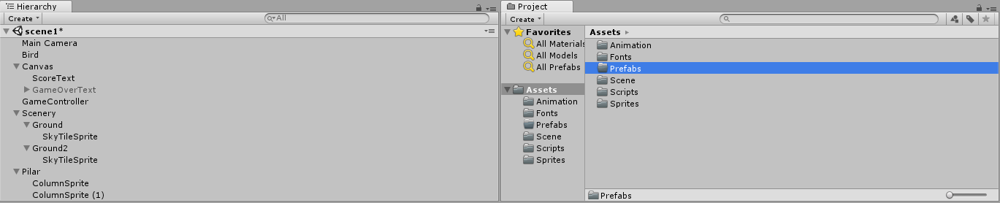 Hierarchy
Create
All
scene1*
Main Camera
Bird
Canvas
ScoreText
GameOverText
GameController
Scenery
Ground
SkyTileSprite
Ground2
SkyTileSprite
Pilar
ColumnSprite
ColumnSprite (1)
Project
Create
Favorites
All Materials
All Models
All Prefabs
Assets
Animation
Fonts
Prefabs
Scene
Scripts
Sprites
Assets
Animation
Fonts
Prefabs
Scene
Scripts
Sprites
Prefabs